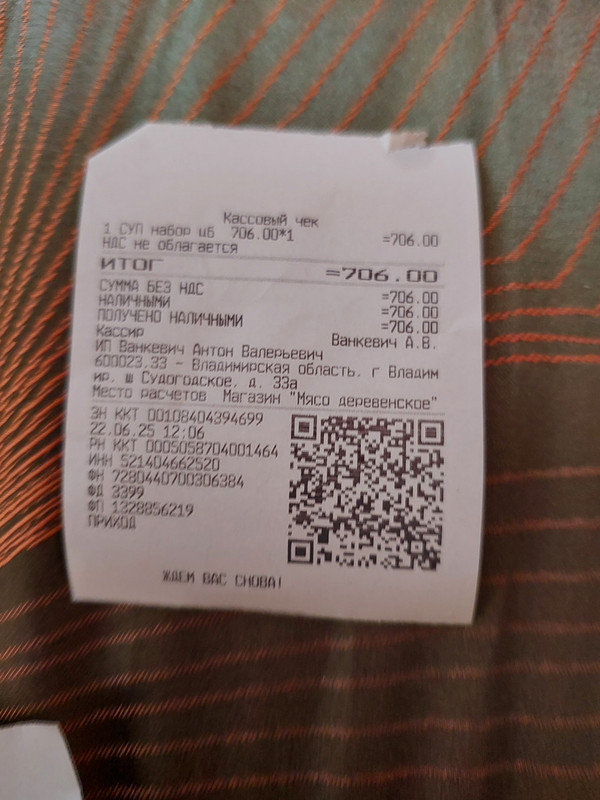 Кассовый чек
1 СУП набор цб 706.00*1 =706.00
НДС не облагается
ИТОГ =706.00
СУММА БЕЗ НДС =706.00
НАЛИЧНЫМИ =706.00
ПОЛУЧЕНО НАЛИЧНЫМИ =706.00
Кассир Ванкевич А.В.
ИП Ванкевич Антон Валерьевич
600023.33 - Владимирская область. г Владим
ир. ш Судогодское. д. 33а
Место расчетов Магазин "Мясо деревенское"
ЗН ККТ 00108404394699
22.06.25 12:06
РН ККТ 0005058704001464
ИНН 521404662520
ФН 7280440700306384
ФД 3399
ФП 1328856219
ПРИХОД
ЖДЕМ ВАС СНОВА!